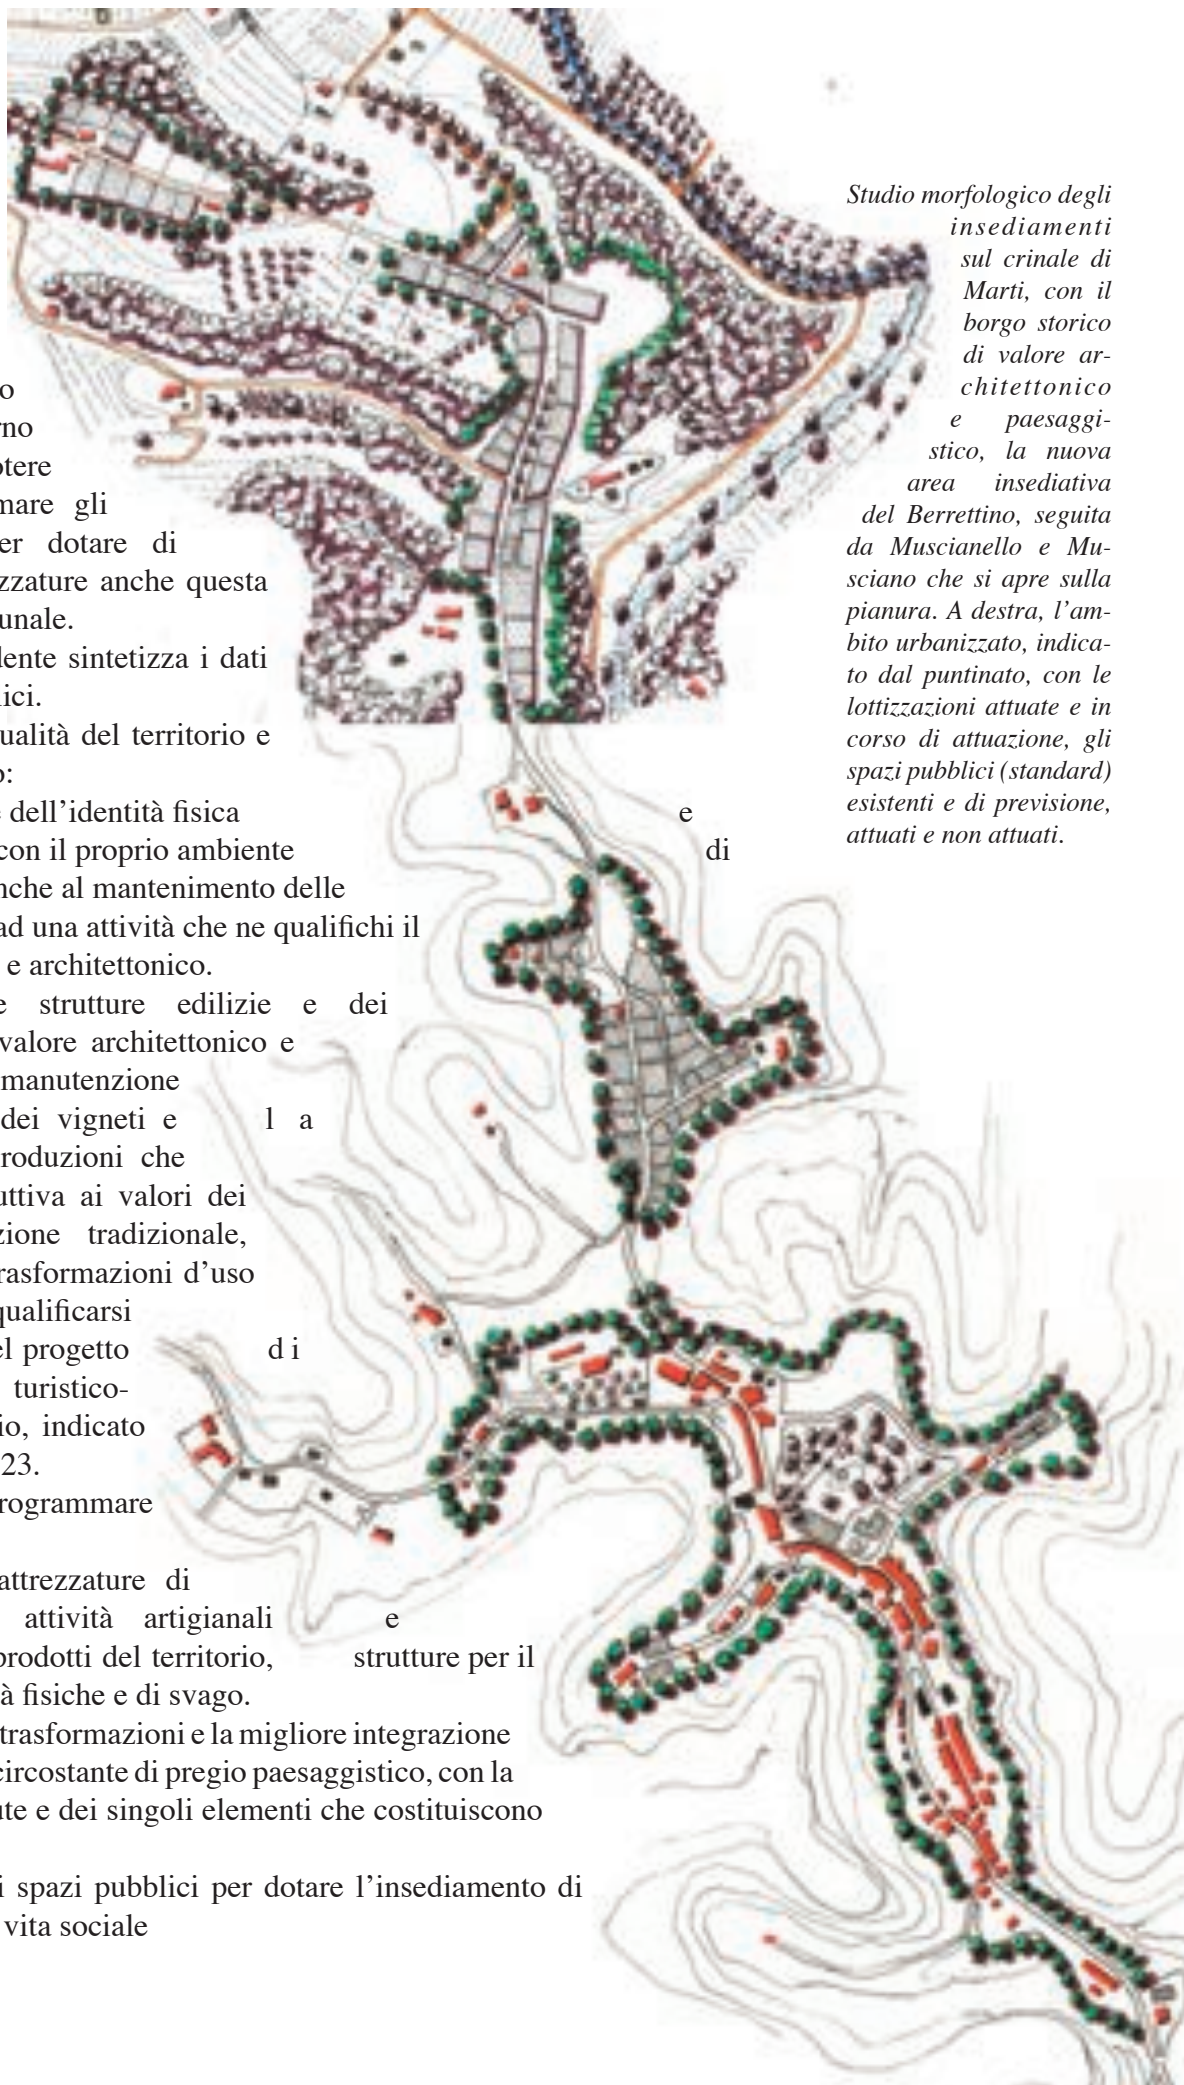 Studio morfologico degli
insediamenti
sul crinale di
Marti, con il
borgo storico
di valore ar-
chitettonico
e paesaggi-
stico, la nuova
area insediativa
del Berrettino, seguita
da Muscianello e Mu-
sciano che si apre sulla
pianura. A destra, l’am-
bito urbanizzato, indica-
to dal puntinato, con le
lottizzazioni attuate e in
corso di attuazione, gli
spazi pubblici (standard)
esistenti e di previsione,
attuati e non attuati.
o
rno
otere
mare gli
er dotare di
zzature anche questa
unale.
dente sintetizza i dati
lici.
ualità del territorio e
o:
e dell’identità fisica e
con il proprio ambiente di
nche al mantenimento delle
ad una attività che ne qualifichi il
e architettonico.
e strutture edilizie e dei
valore architettonico e
manutenzione
dei vigneti e l a
roduzioni che
uttiva ai valori dei
zione tradizionale,
rasformazioni d’uso
qualificarsi
el progetto d i
turistico-
io, indicato
23.
rogrammare
attrezzature di
attività artigianali e
prodotti del territorio, strutture per il
à fisiche e di svago.
trasformazioni e la migliore integrazione
circostante di pregio paesaggistico, con la
ute e dei singoli elementi che costituiscono
i spazi pubblici per dotare l’insediamento di
vita sociale